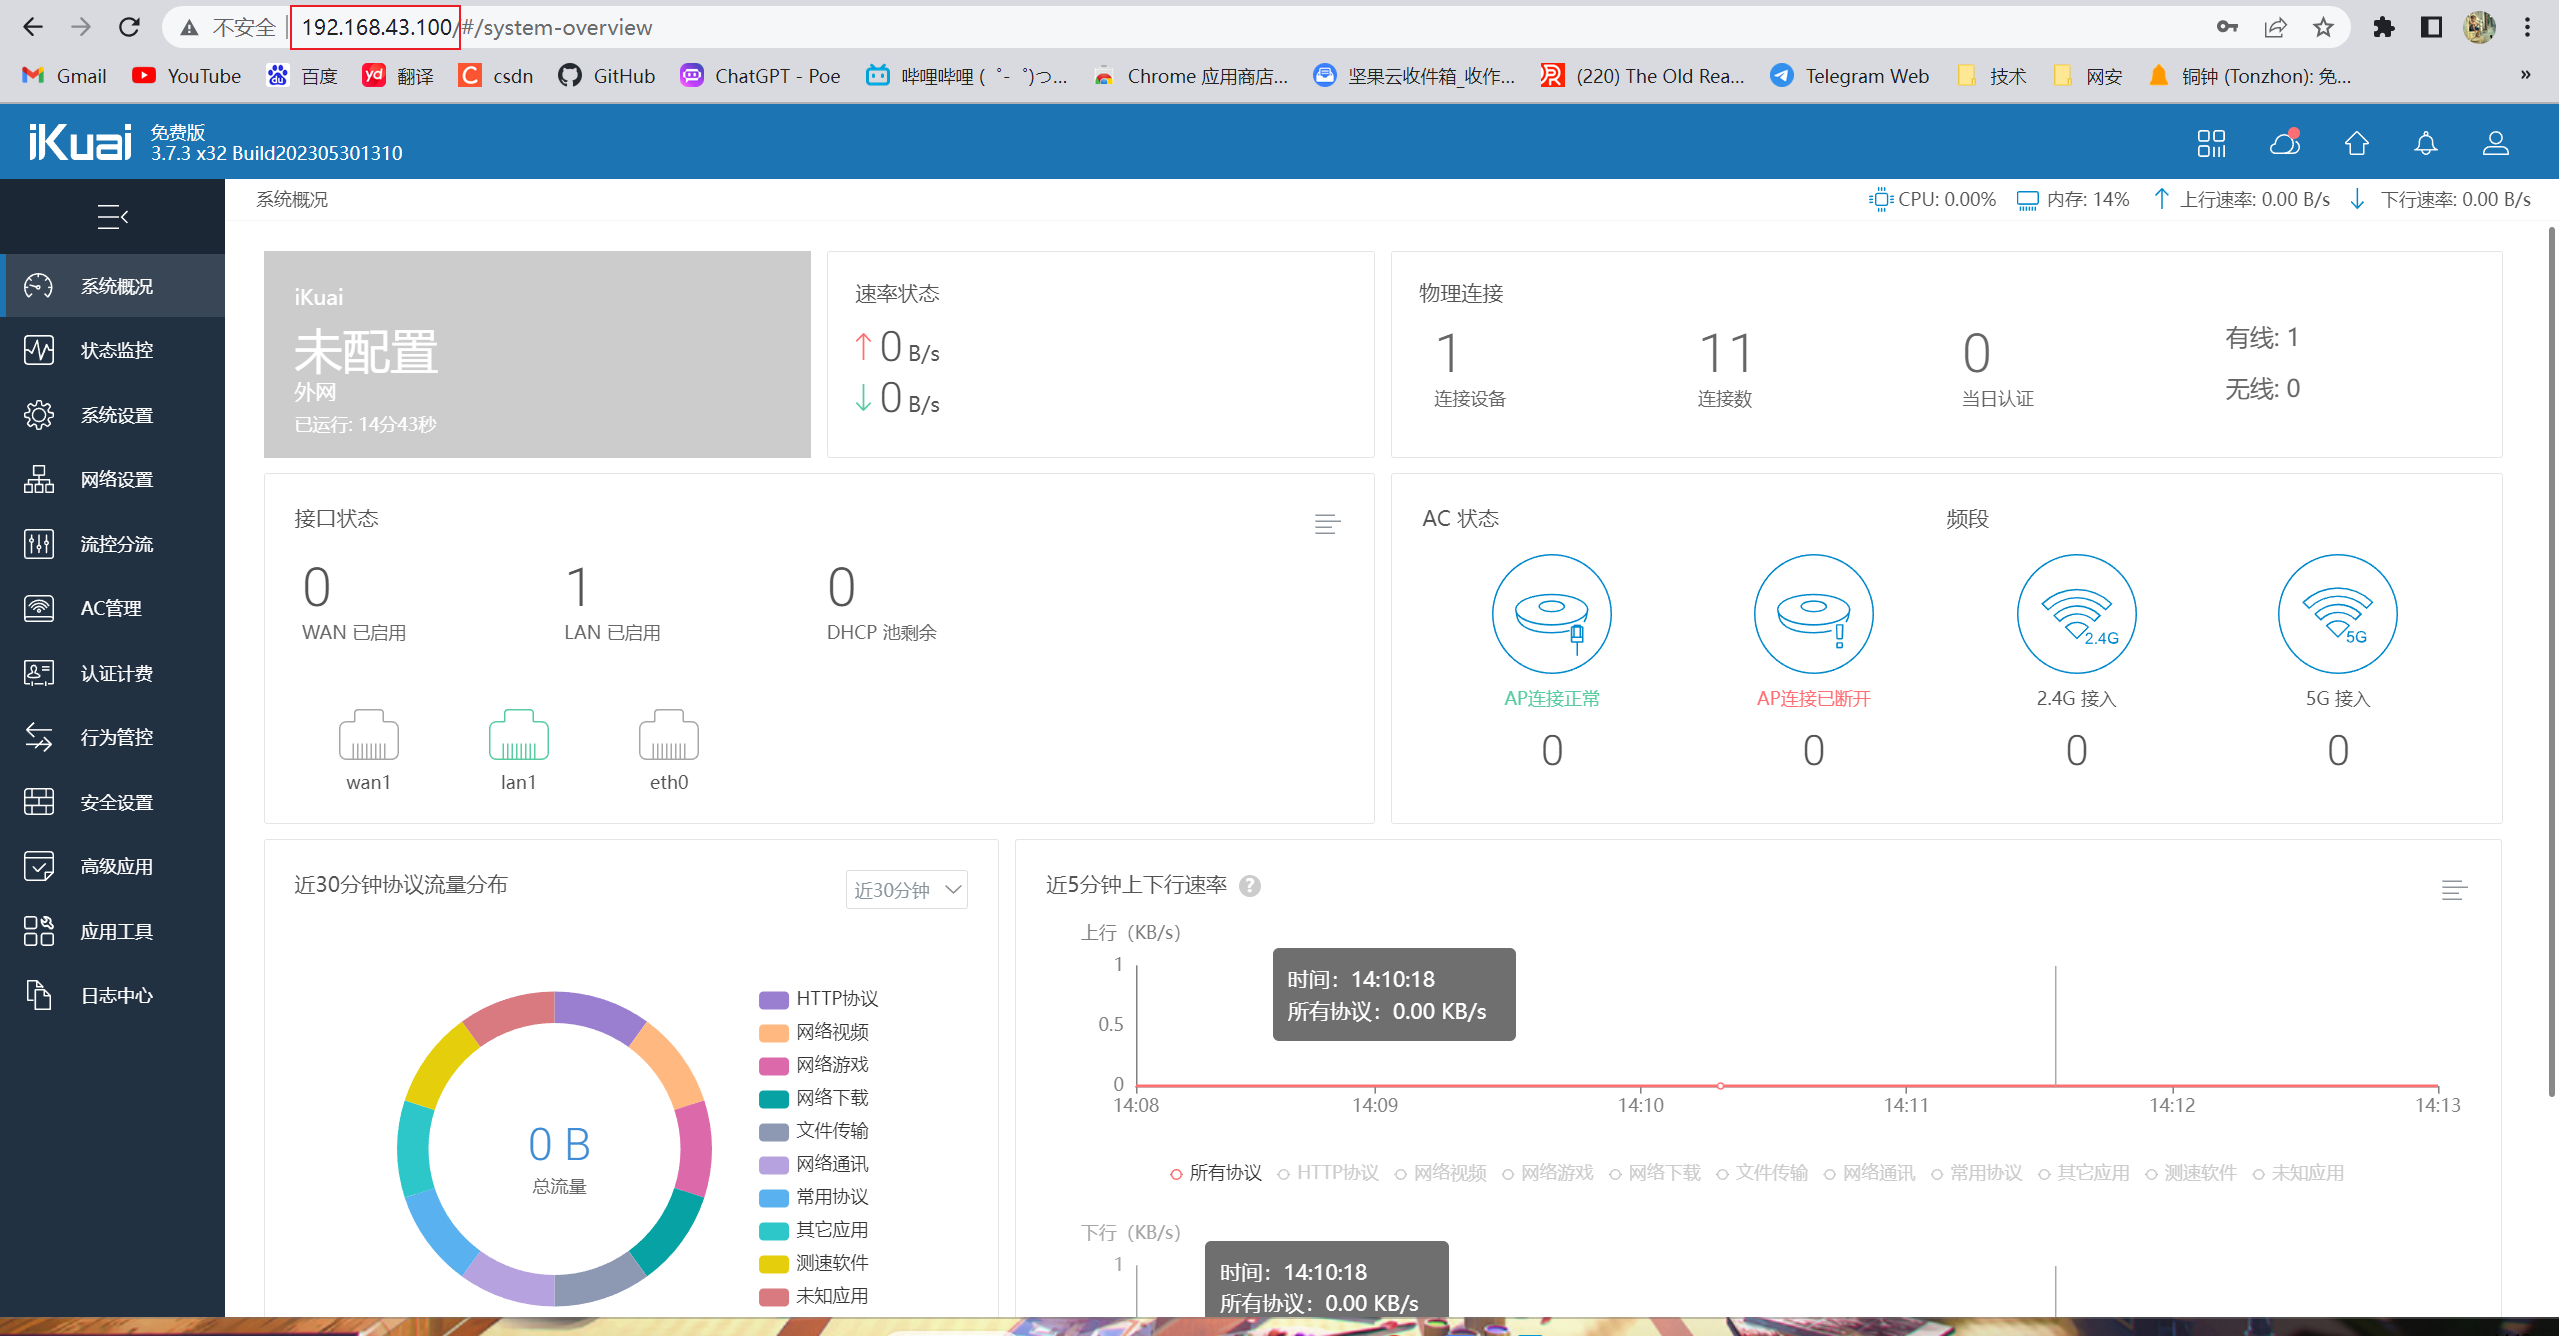 不安全 192.168.43.100/#/system-overview
Gmail YouTube 百度 翻译 csdn GitHub ChatGPT - Poe 哔哩哔哩 ( ゜- ゜)つ... Chrome 应用商店... 坚果云收件箱_收作... (220) The Old Rea... Telegram Web 技术 网安 铜钟 (Tonzhon): 免... »
iKuai 免费版
3.7.3 x32 Build202305301310
系统概况 CPU: 0.00% 内存: 14% 上行速率: 0.00 B/s 下行速率: 0.00 B/s
系统概况
状态监控
系统设置
网络设置
流控分流
AC管理
认证计费
行为管控
安全设置
高级应用
应用工具
日志中心
iKuai
未配置
外网
已运行: 14分43秒
速率状态
0 B/s
0 B/s
物理连接
1 11 0
连接设备 连接数 当日认证
有线: 1
无线: 0
接口状态
0 1 0
WAN 已启用 LAN 已启用 DHCP 池剩余
wan1 lan1 eth0
AC 状态 频段
2.4G 5G
AP连接正常 AP连接已断开 2.4G 接入 5G 接入
0 0 0 0
近30分钟协议流量分布 近30分钟
0 B
总流量
HTTP协议
网络视频
网络游戏
网络下载
文件传输
网络通讯
常用协议
其它应用
测速软件
未知应用
近5分钟上下行速率 ?
上行（KB/s）
1
0.5
0
时间：14:10:18
所有协议：0.00 KB/s
14:08 14:09 14:10 14:11 14:12 14:13
所有协议 HTTP协议 网络视频 网络游戏 网络下载 文件传输 网络通讯 常用协议 其它应用 测速软件 未知应用
下行（KB/s）
1
时间：14:10:18
所有协议：0.00 KB/s